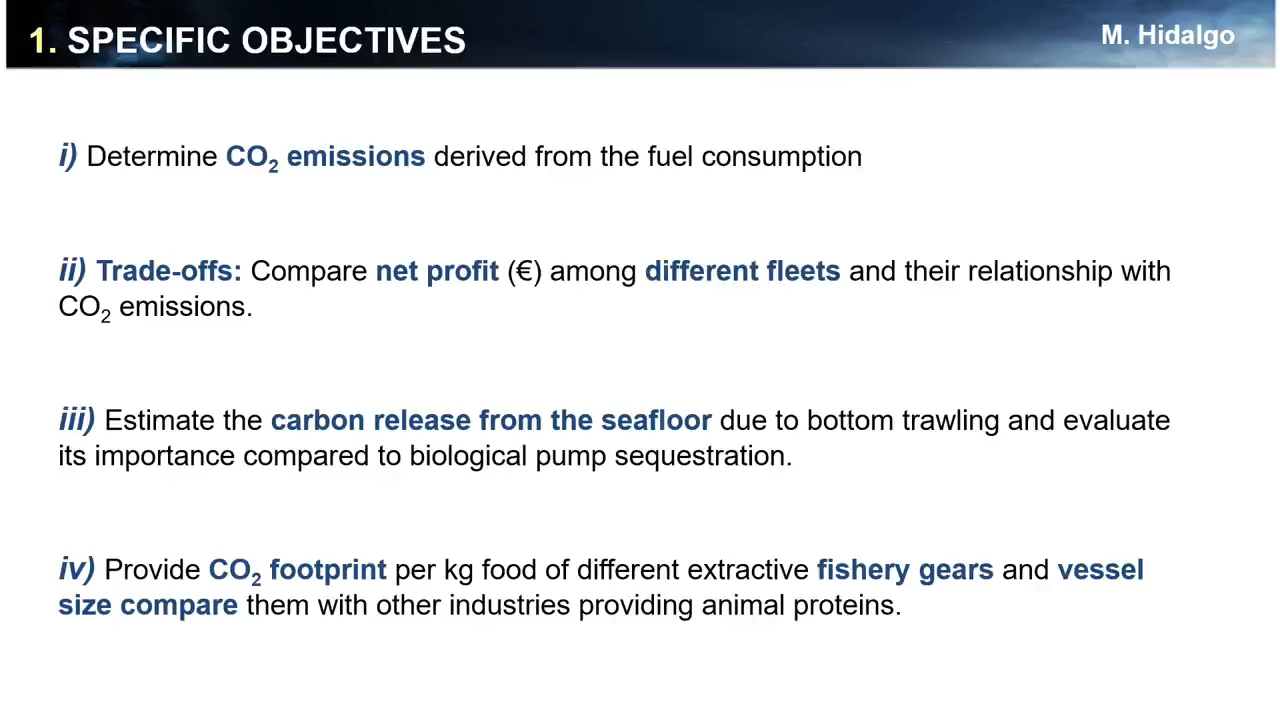 1. SPECIFIC OBJECTIVES
M. Hidalgo
i) Determine CO2 emissions derived from the fuel consumption
ii) Trade-offs: Compare net profit (€) among different fleets and their relationship with
CO2 emissions.
iii) Estimate the carbon release from the seafloor due to bottom trawling and evaluate
its importance compared to biological pump sequestration.
iv) Provide CO2 footprint per kg food of different extractive fishery gears and vessel
size compare them with other industries providing animal proteins.